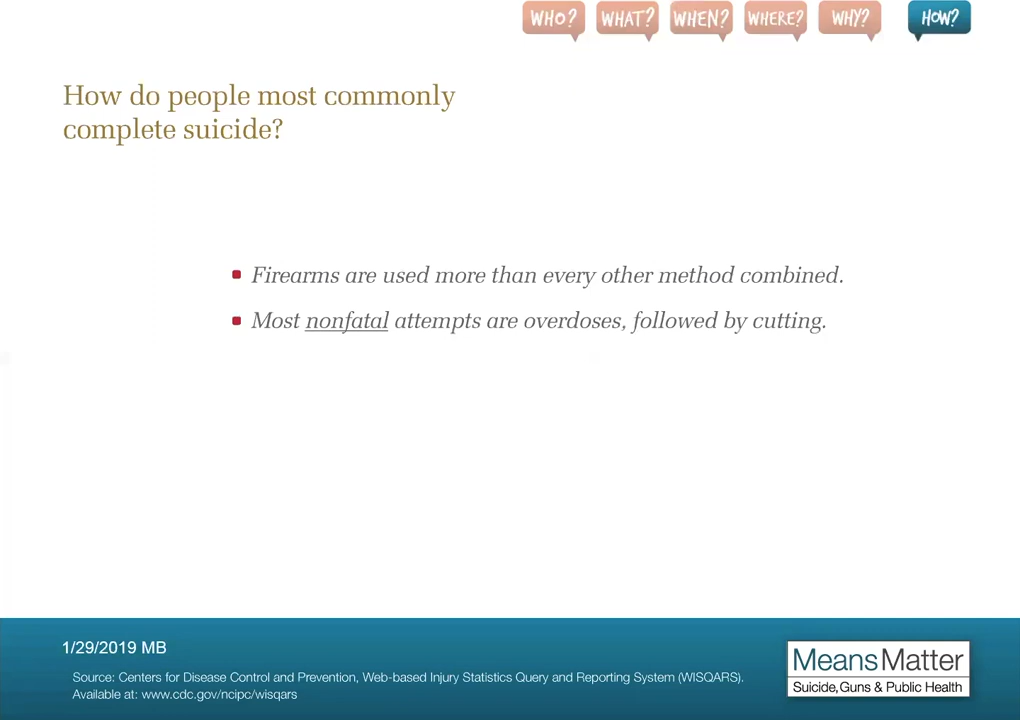 WHO? WHAT? WHEN? WHERE? WHY? HOW?
How do people most commonly
complete suicide?
Firearms are used more than every other method combined.
Most nonfatal attempts are overdoses, followed by cutting.
1/29/2019 MB
Source: Centers for Disease Control and Prevention, Web-based Injury Statistics Query and Reporting System (WISQARS).
Available at: www.cdc.gov/ncipc/wisqars
MeansMatter
Suicide, Guns & Public Health